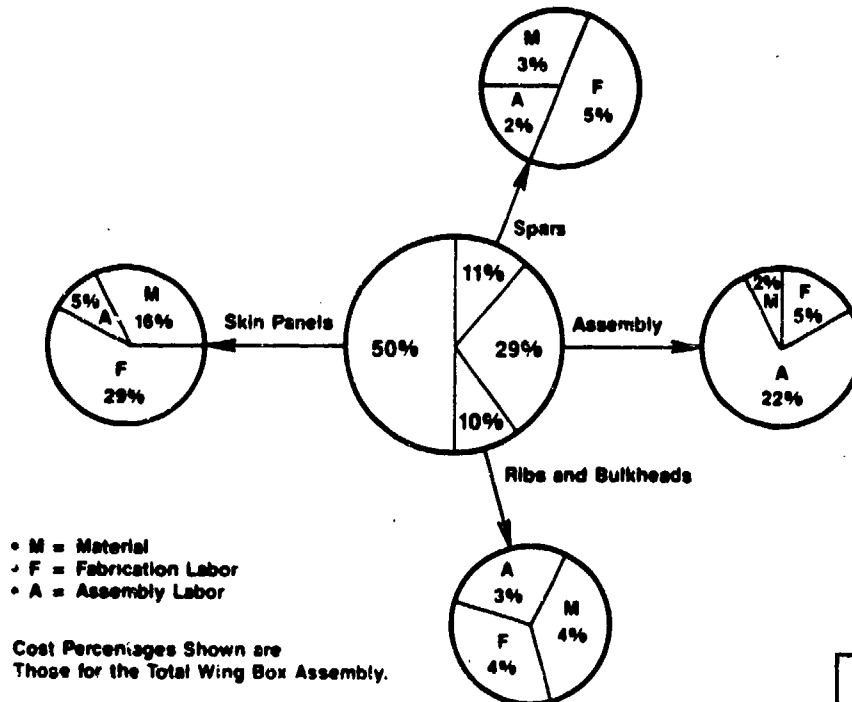 M
3%
A
2%
F
5%
Spars
11%
50%
29%
10%
Skin Panels
5%
A
M
16%
F
29%
Assembly
2%
M
F
5%
A
22%
Ribs and Bulkheads
A
3%
M
4%
F
4%
• M = Material
• F = Fabrication Labor
• A = Assembly Labor
Cost Percentages Shown are
Those for the Total Wing Box Assembly.